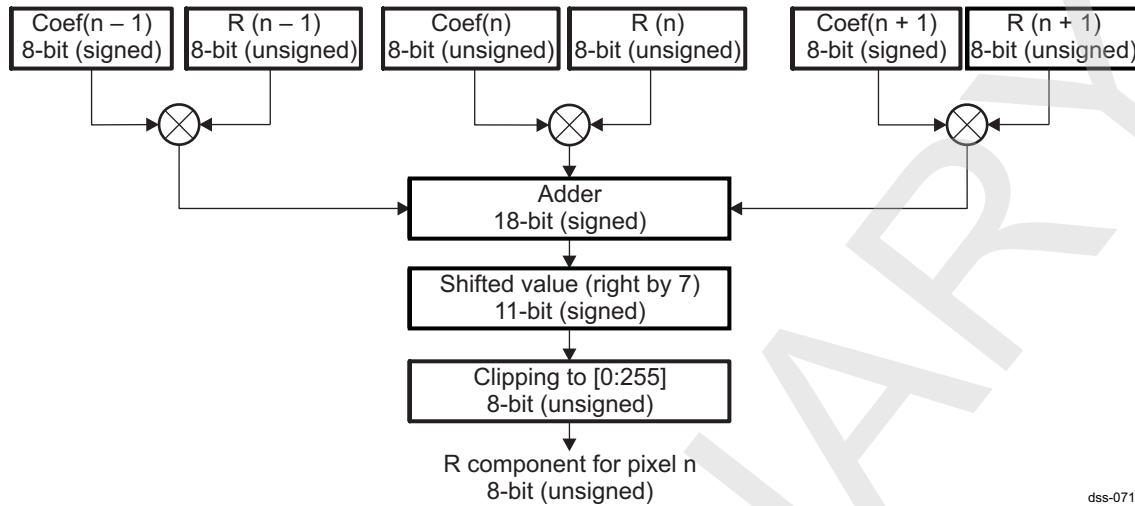 Coef(n – 1)
8-bit (signed)
R (n – 1)
8-bit (unsigned)
Coef(n)
8-bit (unsigned)
R (n)
8-bit (unsigned)
Coef(n + 1)
8-bit (signed)
R (n + 1)
8-bit (unsigned)
Adder
18-bit (signed)
Shifted value (right by 7)
11-bit (signed)
Clipping to [0:255]
8-bit (unsigned)
R component for pixel n
8-bit (unsigned)
dss-071